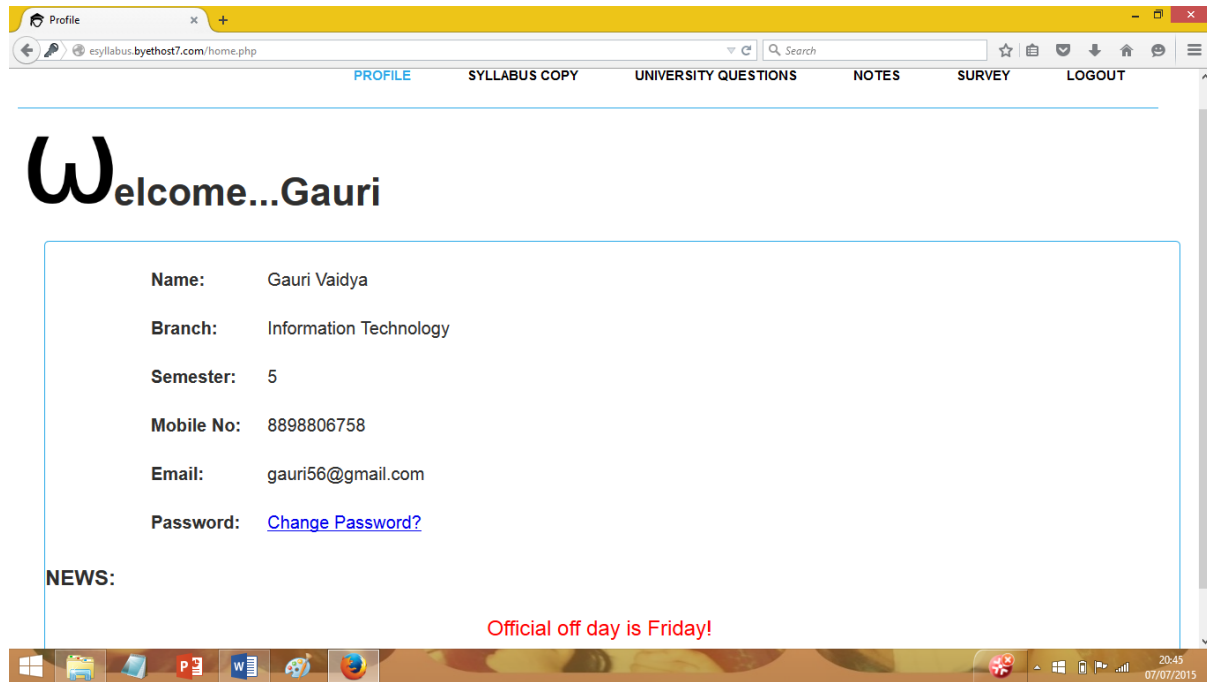 Profile × +
esyllabus.byethost7.com/home.php Search
PROFILE SYLLABUS COPY UNIVERSITY QUESTIONS NOTES SURVEY LOGOUT
ωelcome...Gauri
Name: Gauri Vaidya
Branch: Information Technology
Semester: 5
Mobile No: 8898806758
Email: gauri56@gmail.com
Password: Change Password?
NEWS:
Official off day is Friday!
20:45
07/07/2015